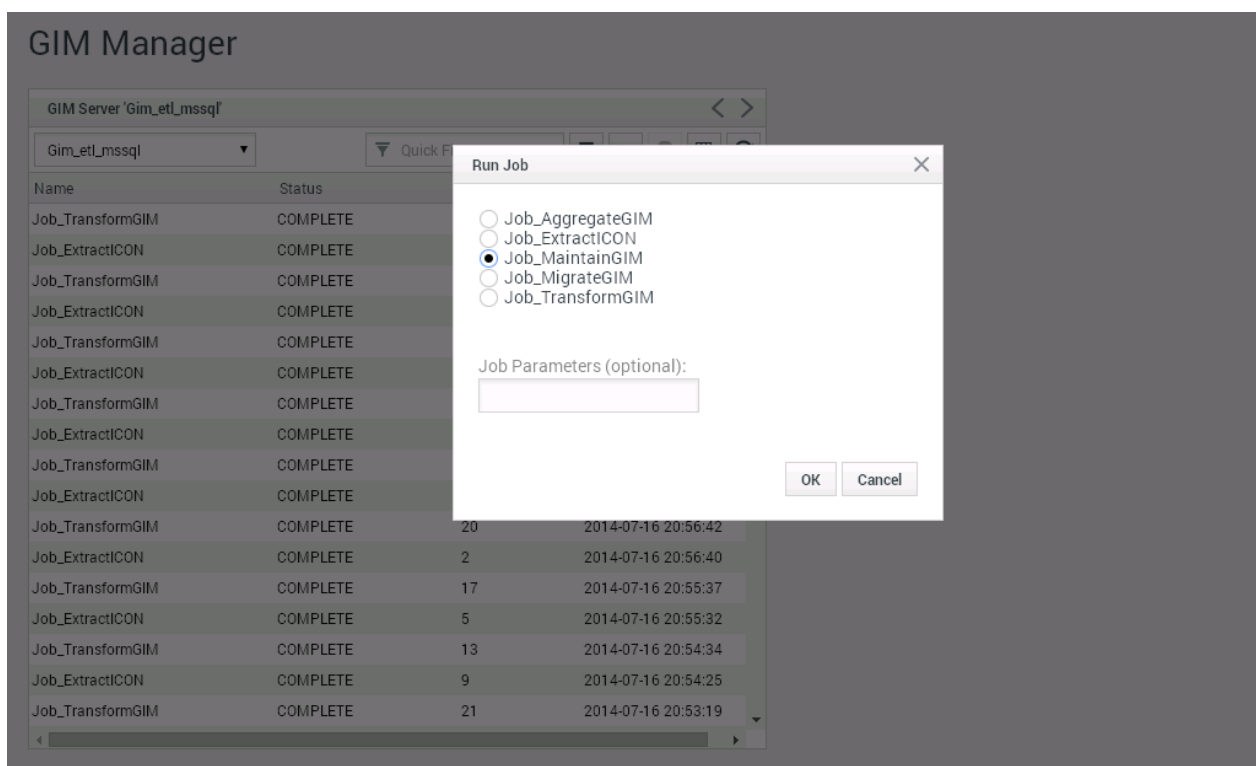 GIM Manager
GIM Server 'Gim_etl_mssql'
Gim_etl_mssql
Quick
Name Status
Job_TransformGIM COMPLETE
Job_ExtractICON COMPLETE
Job_TransformGIM COMPLETE
Job_ExtractICON COMPLETE
Job_TransformGIM COMPLETE
Job_ExtractICON COMPLETE
Job_TransformGIM COMPLETE
Job_ExtractICON COMPLETE
Job_TransformGIM COMPLETE
Job_ExtractICON COMPLETE
Job_TransformGIM COMPLETE 20 2014-07-16 20:56:42
Job_ExtractICON COMPLETE 2 2014-07-16 20:56:40
Job_TransformGIM COMPLETE 17 2014-07-16 20:55:37
Job_ExtractICON COMPLETE 5 2014-07-16 20:55:32
Job_TransformGIM COMPLETE 13 2014-07-16 20:54:34
Job_ExtractICON COMPLETE 9 2014-07-16 20:54:25
Job_TransformGIM COMPLETE 21 2014-07-16 20:53:19
Run Job
Job_AggregateGIM
Job_ExtractICON
Job_MaintainGIM
Job_MigrateGIM
Job_TransformGIM
Job Parameters (optional):
OK Cancel